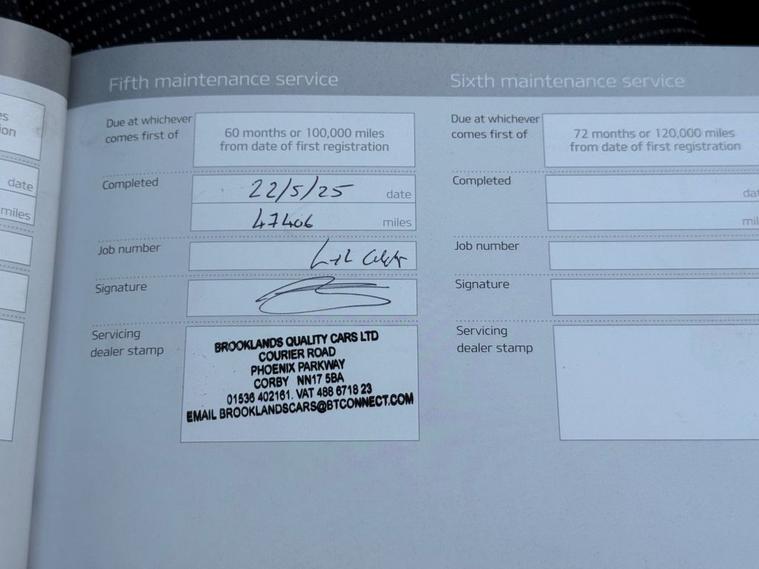 Fifth maintenance service
Due at whichever
comes first of
60 months or 100,000 miles
from date of first registration
Completed
22/5/25 date
47406 miles
Job number
Signature
Servicing
dealer stamp
BROOKLANDS QUALITY CARS LTD
COURIER ROAD
PHOENIX PARKWAY
CORBY NN17 5BA
01536 402161. VAT 486 6718 23
EMAIL BROOKLANDSCARS@BTCONNECT.COM
Sixth maintenance service
Due at whichever
comes first of
72 months or 120,000 miles
from date of first registration
Completed
Job number
Signature
Servicing
dealer stamp
date
miles